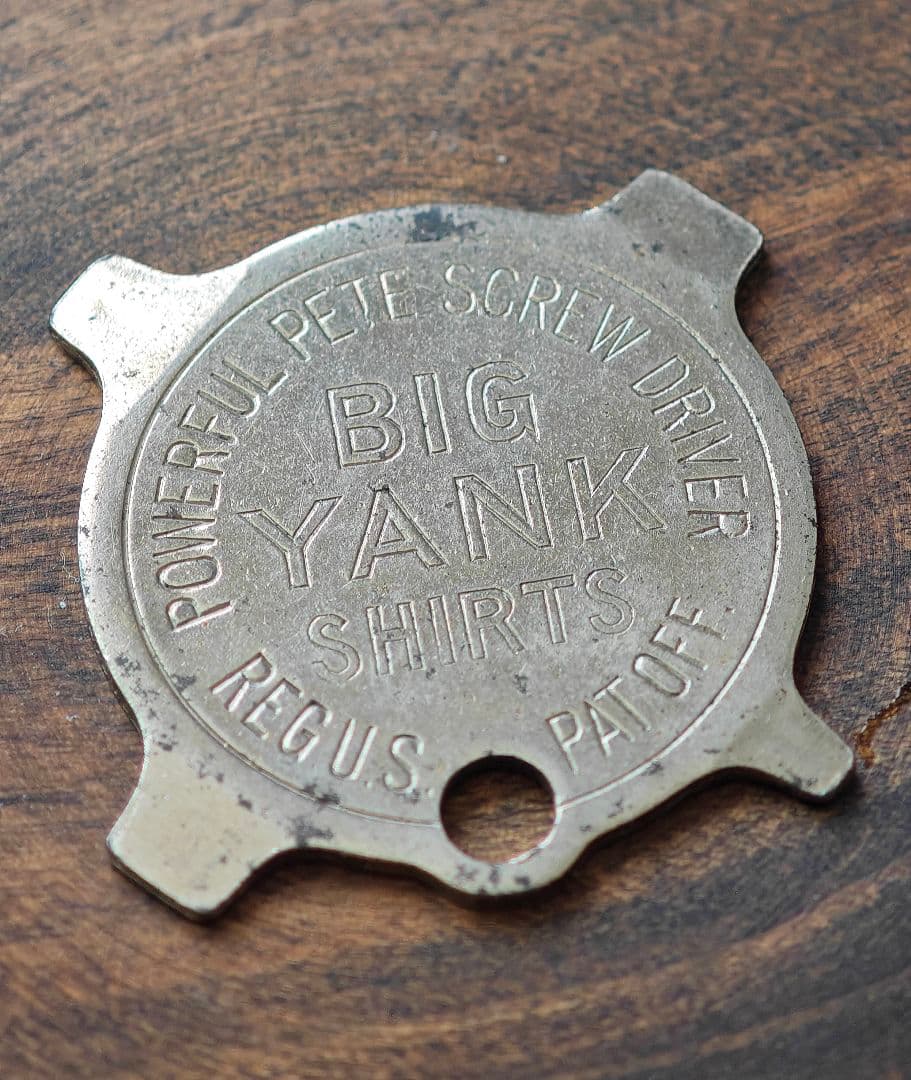 POWERFUL PETE SCREW DRIVER
BIG
YANK
SHIRTS
REG U.S. PAT. OFF.